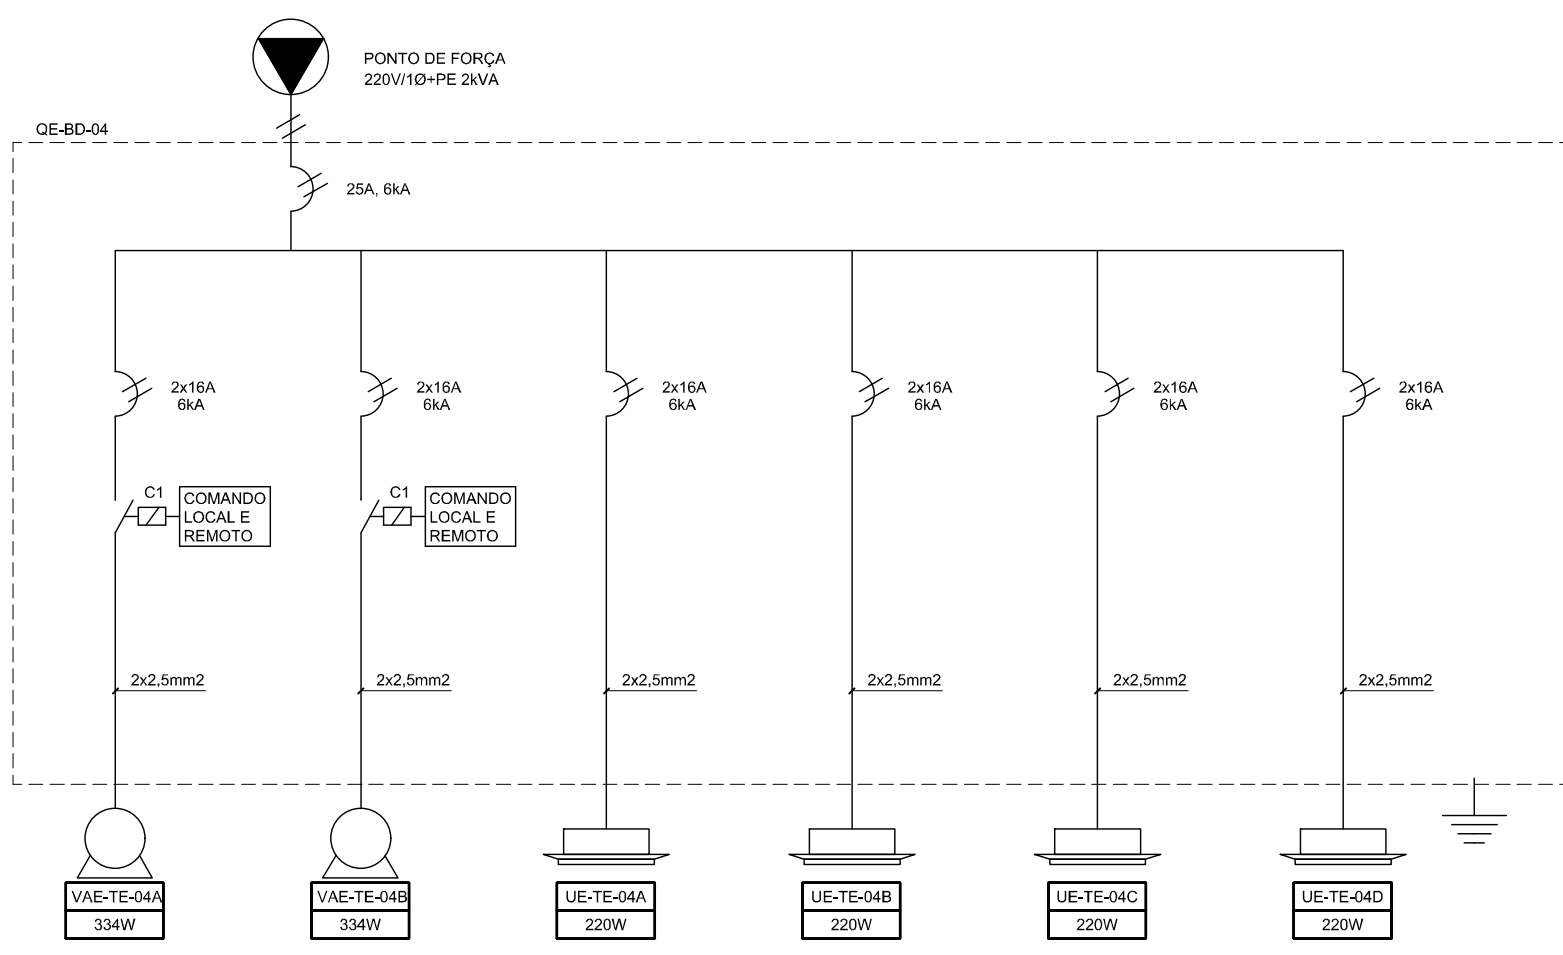 PONTO DE FORÇA
220V/1Ø+PE 2kVA
QE-BD-04
25A, 6kA
2x16A
6kA
2x16A
6kA
2x16A
6kA
2x16A
6kA
2x16A
6kA
2x16A
6kA
C1
COMANDO
LOCAL E
REMOTO
C1
COMANDO
LOCAL E
REMOTO
2x2,5mm2
2x2,5mm2
2x2,5mm2
2x2,5mm2
2x2,5mm2
2x2,5mm2
VAE-TE-04A
334W
VAE-TE-04B
334W
UE-TE-04A
220W
UE-TE-04B
220W
UE-TE-04C
220W
UE-TE-04D
220W